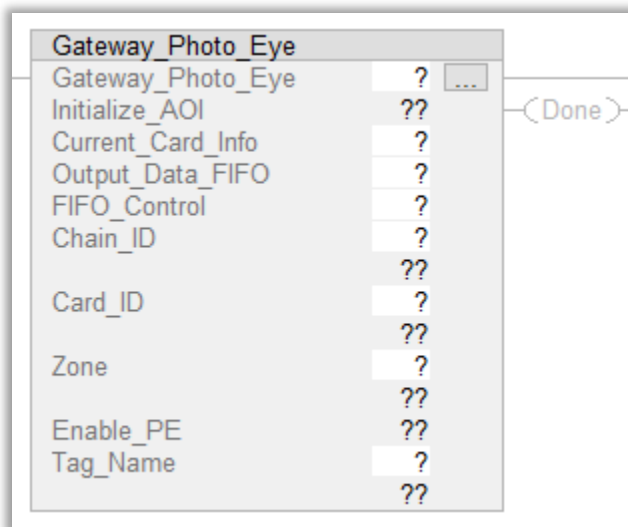 Gateway_Photo_Eye
Gateway_Photo_Eye ? ...
Initialize_AOI ?? (Done)
Current_Card_Info ?
Output_Data_FIFO ?
FIFO_Control ?
Chain_ID ?
??
Card_ID ?
??
Zone ?
??
Enable_PE ??
Tag_Name ?
??